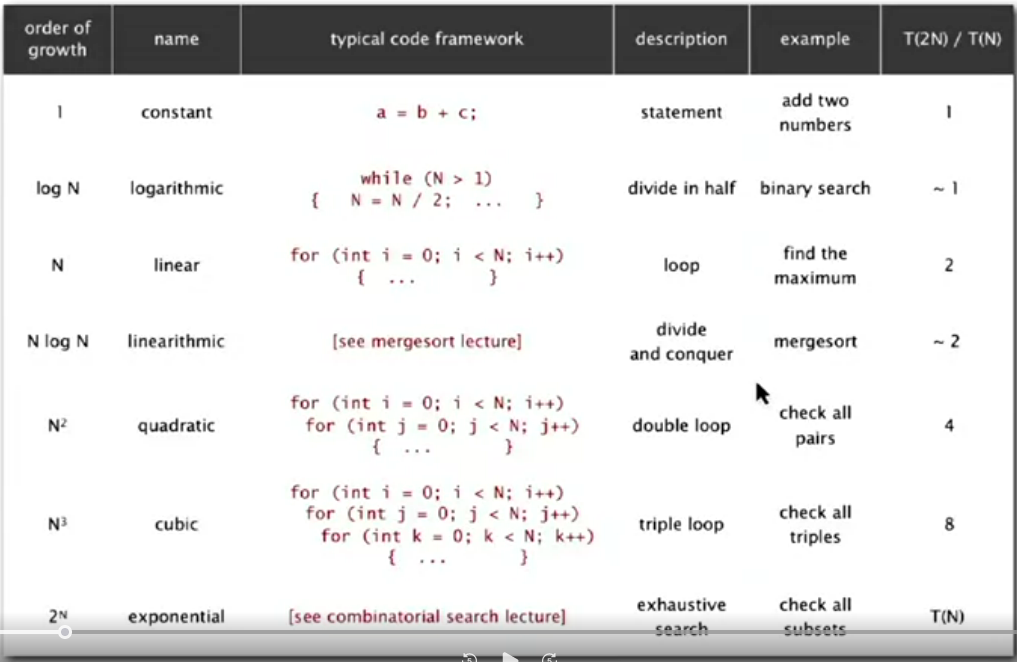 order of growth name typical code framework description example T(2N) / T(N)
1 constant a = b + c; statement add two numbers 1
log N logarithmic while (N > 1) { N = N / 2; ... } divide in half binary search ~ 1
N linear for (int i = 0; i < N; i++) { ... } loop find the maximum 2
N log N linearithmic [see mergesort lecture] divide and conquer mergesort ~ 2
N² quadratic for (int i = 0; i < N; i++) for (int j = 0; j < N; j++) { ... } double loop check all pairs 4
N³ cubic for (int i = 0; i < N; i++) for (int j = 0; j < N; j++) for (int k = 0; k < N; k++) { ... } triple loop check all triples 8
2ᴺ exponential [see combinatorial search lecture] exhaustive search check all subsets T(N)